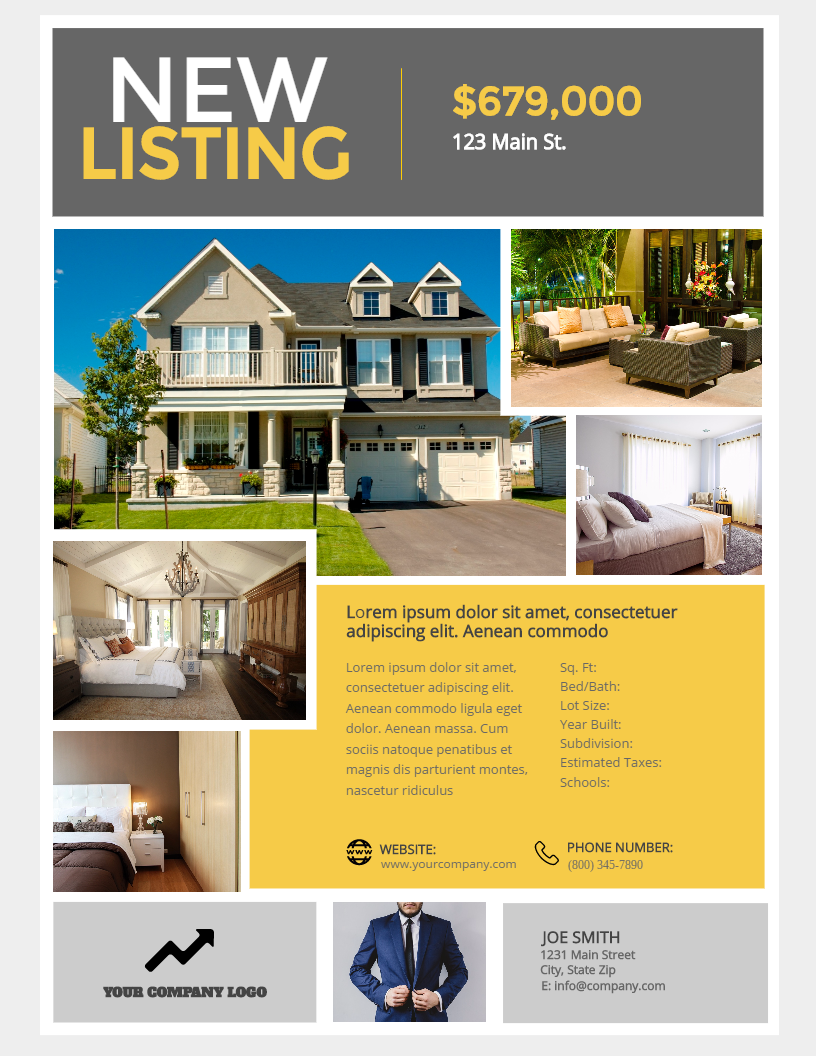 NEW
LISTING
$679,000
123 Main St.
Lorem ipsum dolor sit amet, consectetuer
adipiscing elit. Aenean commodo
Lorem ipsum dolor sit amet,
consectetuer adipiscing elit.
Aenean commodo ligula eget
dolor. Aenean massa. Cum
sociis natoque penatibus et
magnis dis parturient montes,
nascetur ridiculus
Sq. Ft:
Bed/Bath:
Lot Size:
Year Built:
Subdivision:
Estimated Taxes:
Schools:
www
WEBSITE:
www.yourcompany.com
PHONE NUMBER:
(800) 345-7890
YOUR COMPANY LOGO
JOE SMITH
1231 Main Street
City, State Zip
E: info@company.com